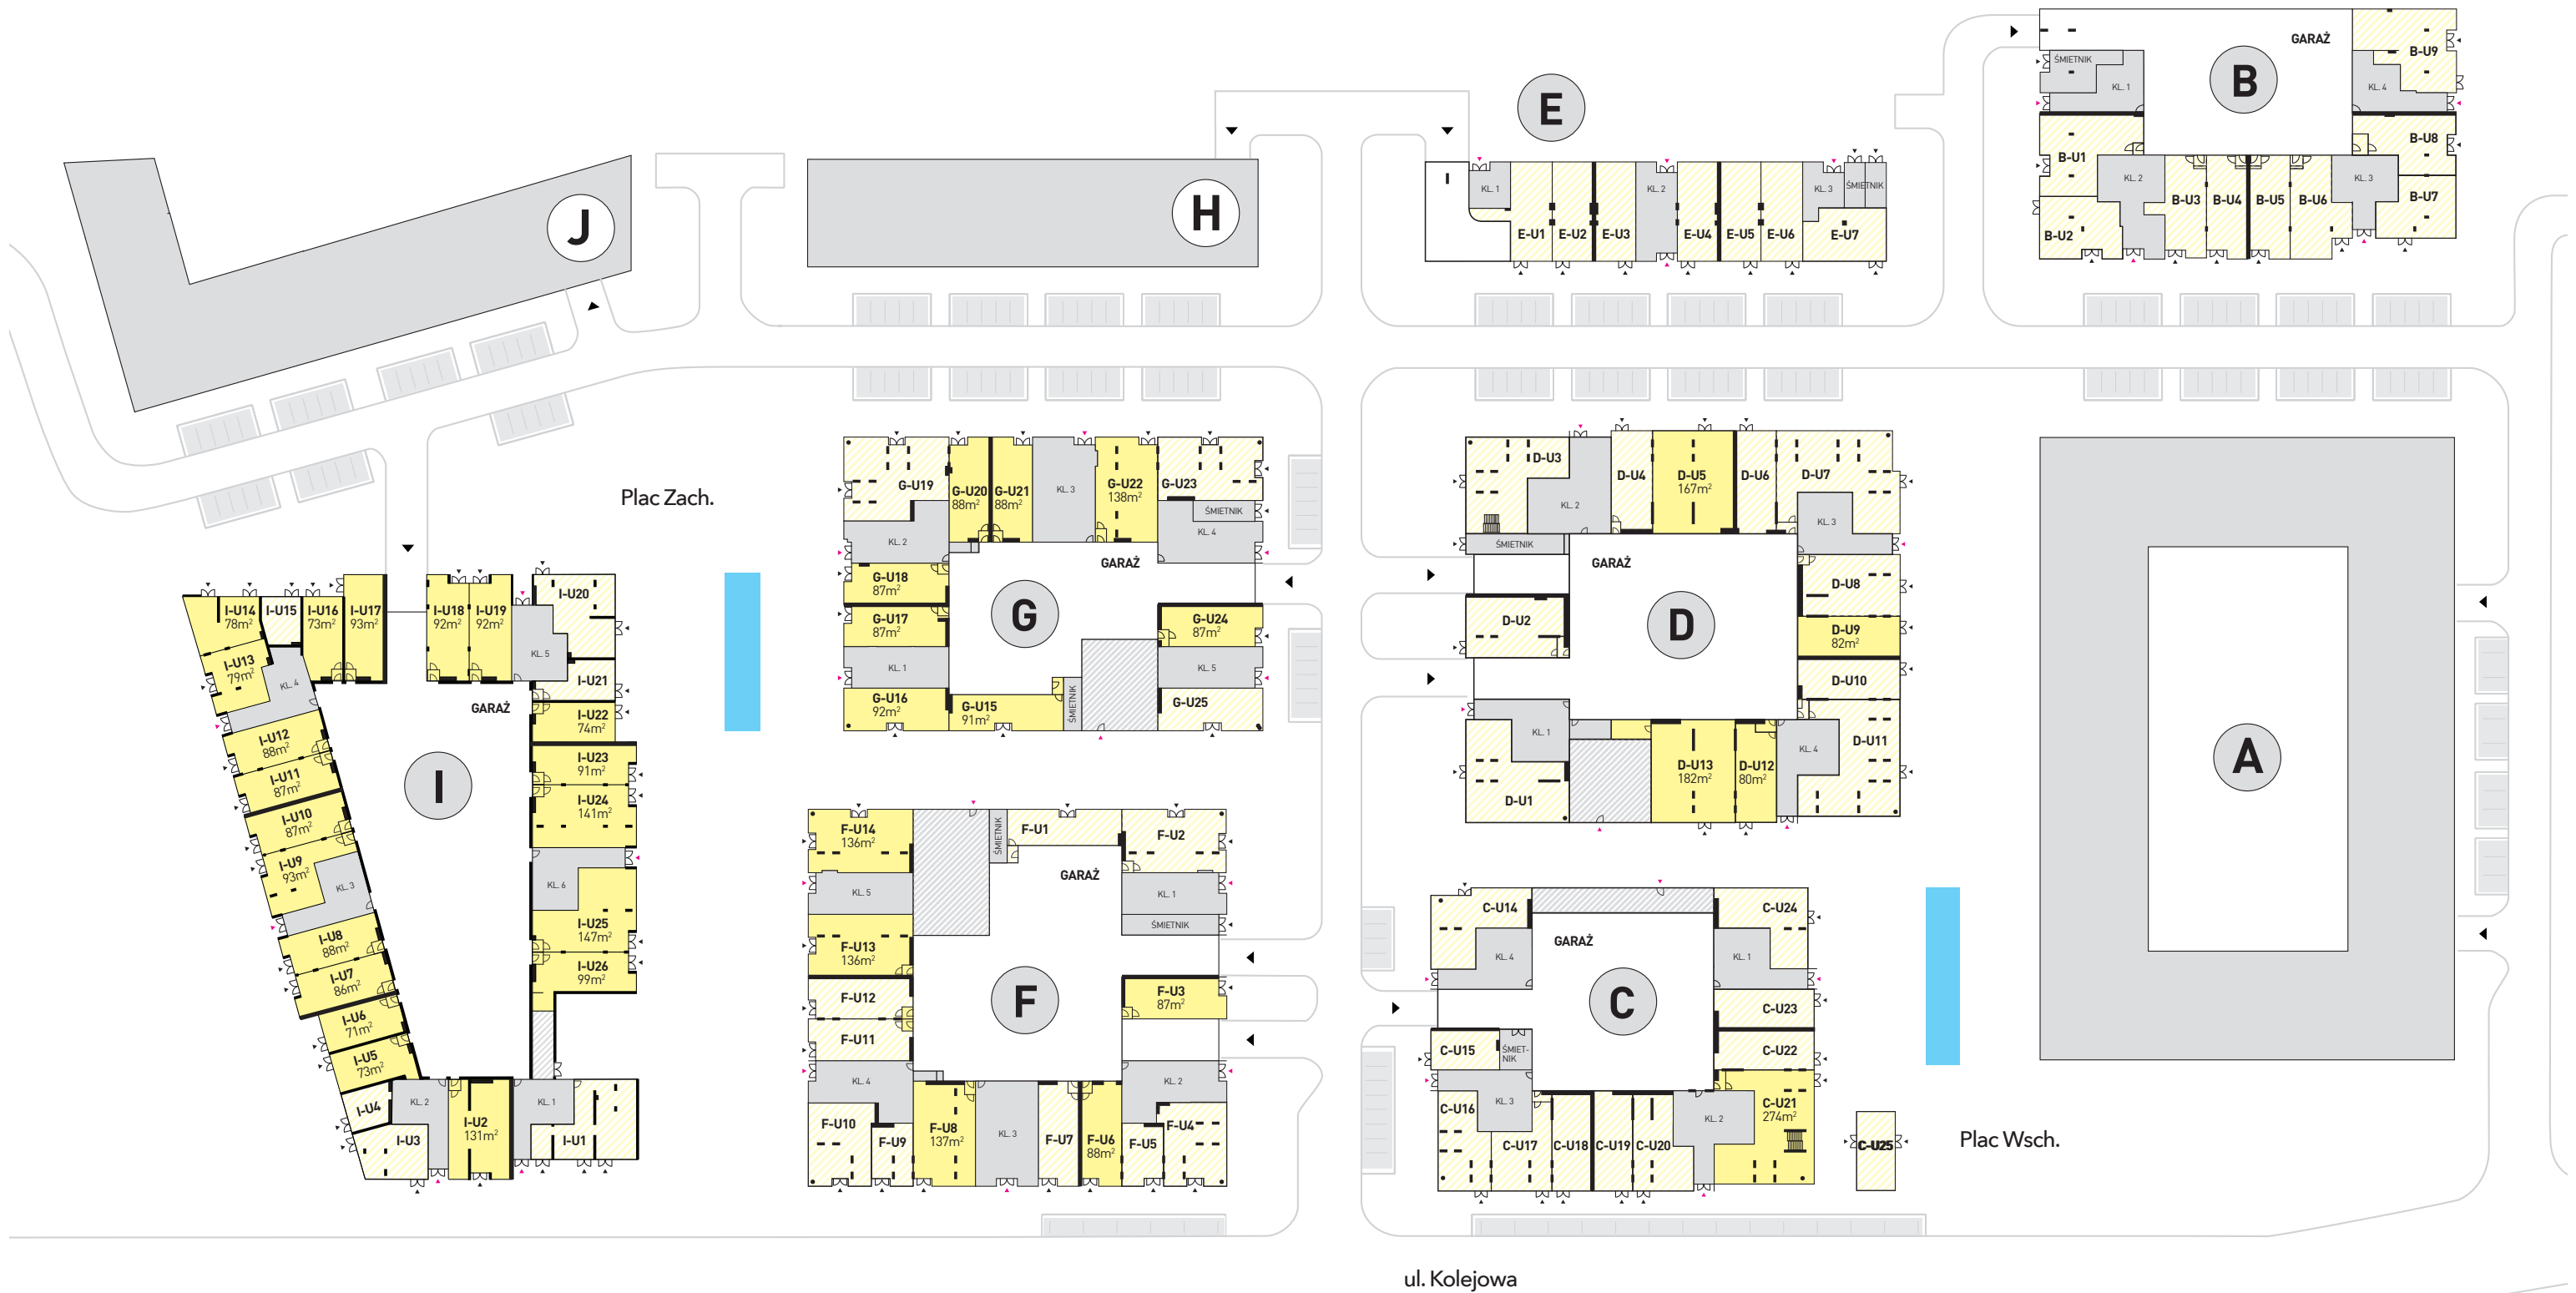 B
GARAŻ
ŚMIETNIK
KL. 1
B-U9
KL. 4
B-U8
B-U1
KL. 2
B-U3
B-U4
B-U5
B-U6
KL. 3
B-U7
B-U2
E
KL. 1
KL. 2
KL. 3
ŚMIETNIK
E-U1
E-U2
E-U3
E-U4
E-U5
E-U6
E-U7
H
J
Plac Zach.
G-U19
G-U20
88m²
G-U21
88m²
KL. 3
G-U22
138m²
G-U23
ŚMIETNIK
KL. 4
KL. 2
GARAŻ
G-U18
87m²
G
G-U17
87m²
G-U24
87m²
KL. 1
KL. 5
G-U16
92m²
G-U15
91m²
ŚMIETNIK
G-U25
D-U3
D-U4
D-U5
167m²
D-U6
D-U7
KL. 2
KL. 3
ŚMIETNIK
GARAŻ
D-U8
D-U2
D
D-U9
82m²
D-U10
KL. 1
D-U1
D-U13
182m²
D-U12
80m²
KL. 4
D-U11
A
I-U14
78m²
I-U15
I-U16
73m²
I-U17
93m²
I-U18
92m²
I-U19
92m²
I-U20
KL. 5
I-U13
79m²
KL. 4
I-U21
GARAŻ
I-U22
74m²
I-U12
88m²
I-U11
87m²
I
I-U23
91m²
I-U10
87m²
I-U24
141m²
I-U9
93m²
KL. 3
KL. 6
I-U8
88m²
I-U25
147m²
I-U7
86m²
I-U26
99m²
I-U6
71m²
I-U5
73m²
I-U4
KL. 2
I-U3
I-U2
131m²
KL. 1
I-U1
F-U14
136m²
ŚMIETNIK
F-U1
F-U2
GARAŻ
KL. 5
KL. 1
ŚMIETNIK
F-U13
136m²
F-U12
F
F-U3
87m²
F-U11
KL. 4
KL. 2
F-U10
F-U9
F-U8
137m²
KL. 3
F-U7
F-U6
88m²
F-U5
F-U4
C-U14
C-U24
GARAŻ
KL. 4
KL. 1
C
C-U23
C-U15
ŚMIET-
NIK
C-U22
C-U16
KL. 3
C-U21
274m²
KL. 2
C-U17
C-U18
C-U19
C-U20
C-U25
Plac Wsch.
ul. Kolejowa